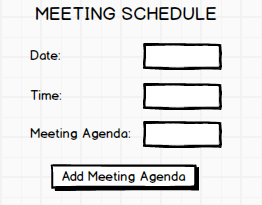 MEETING SCHEDULE
Date:
Time:
Meeting Agenda:
Add Meeting Agenda